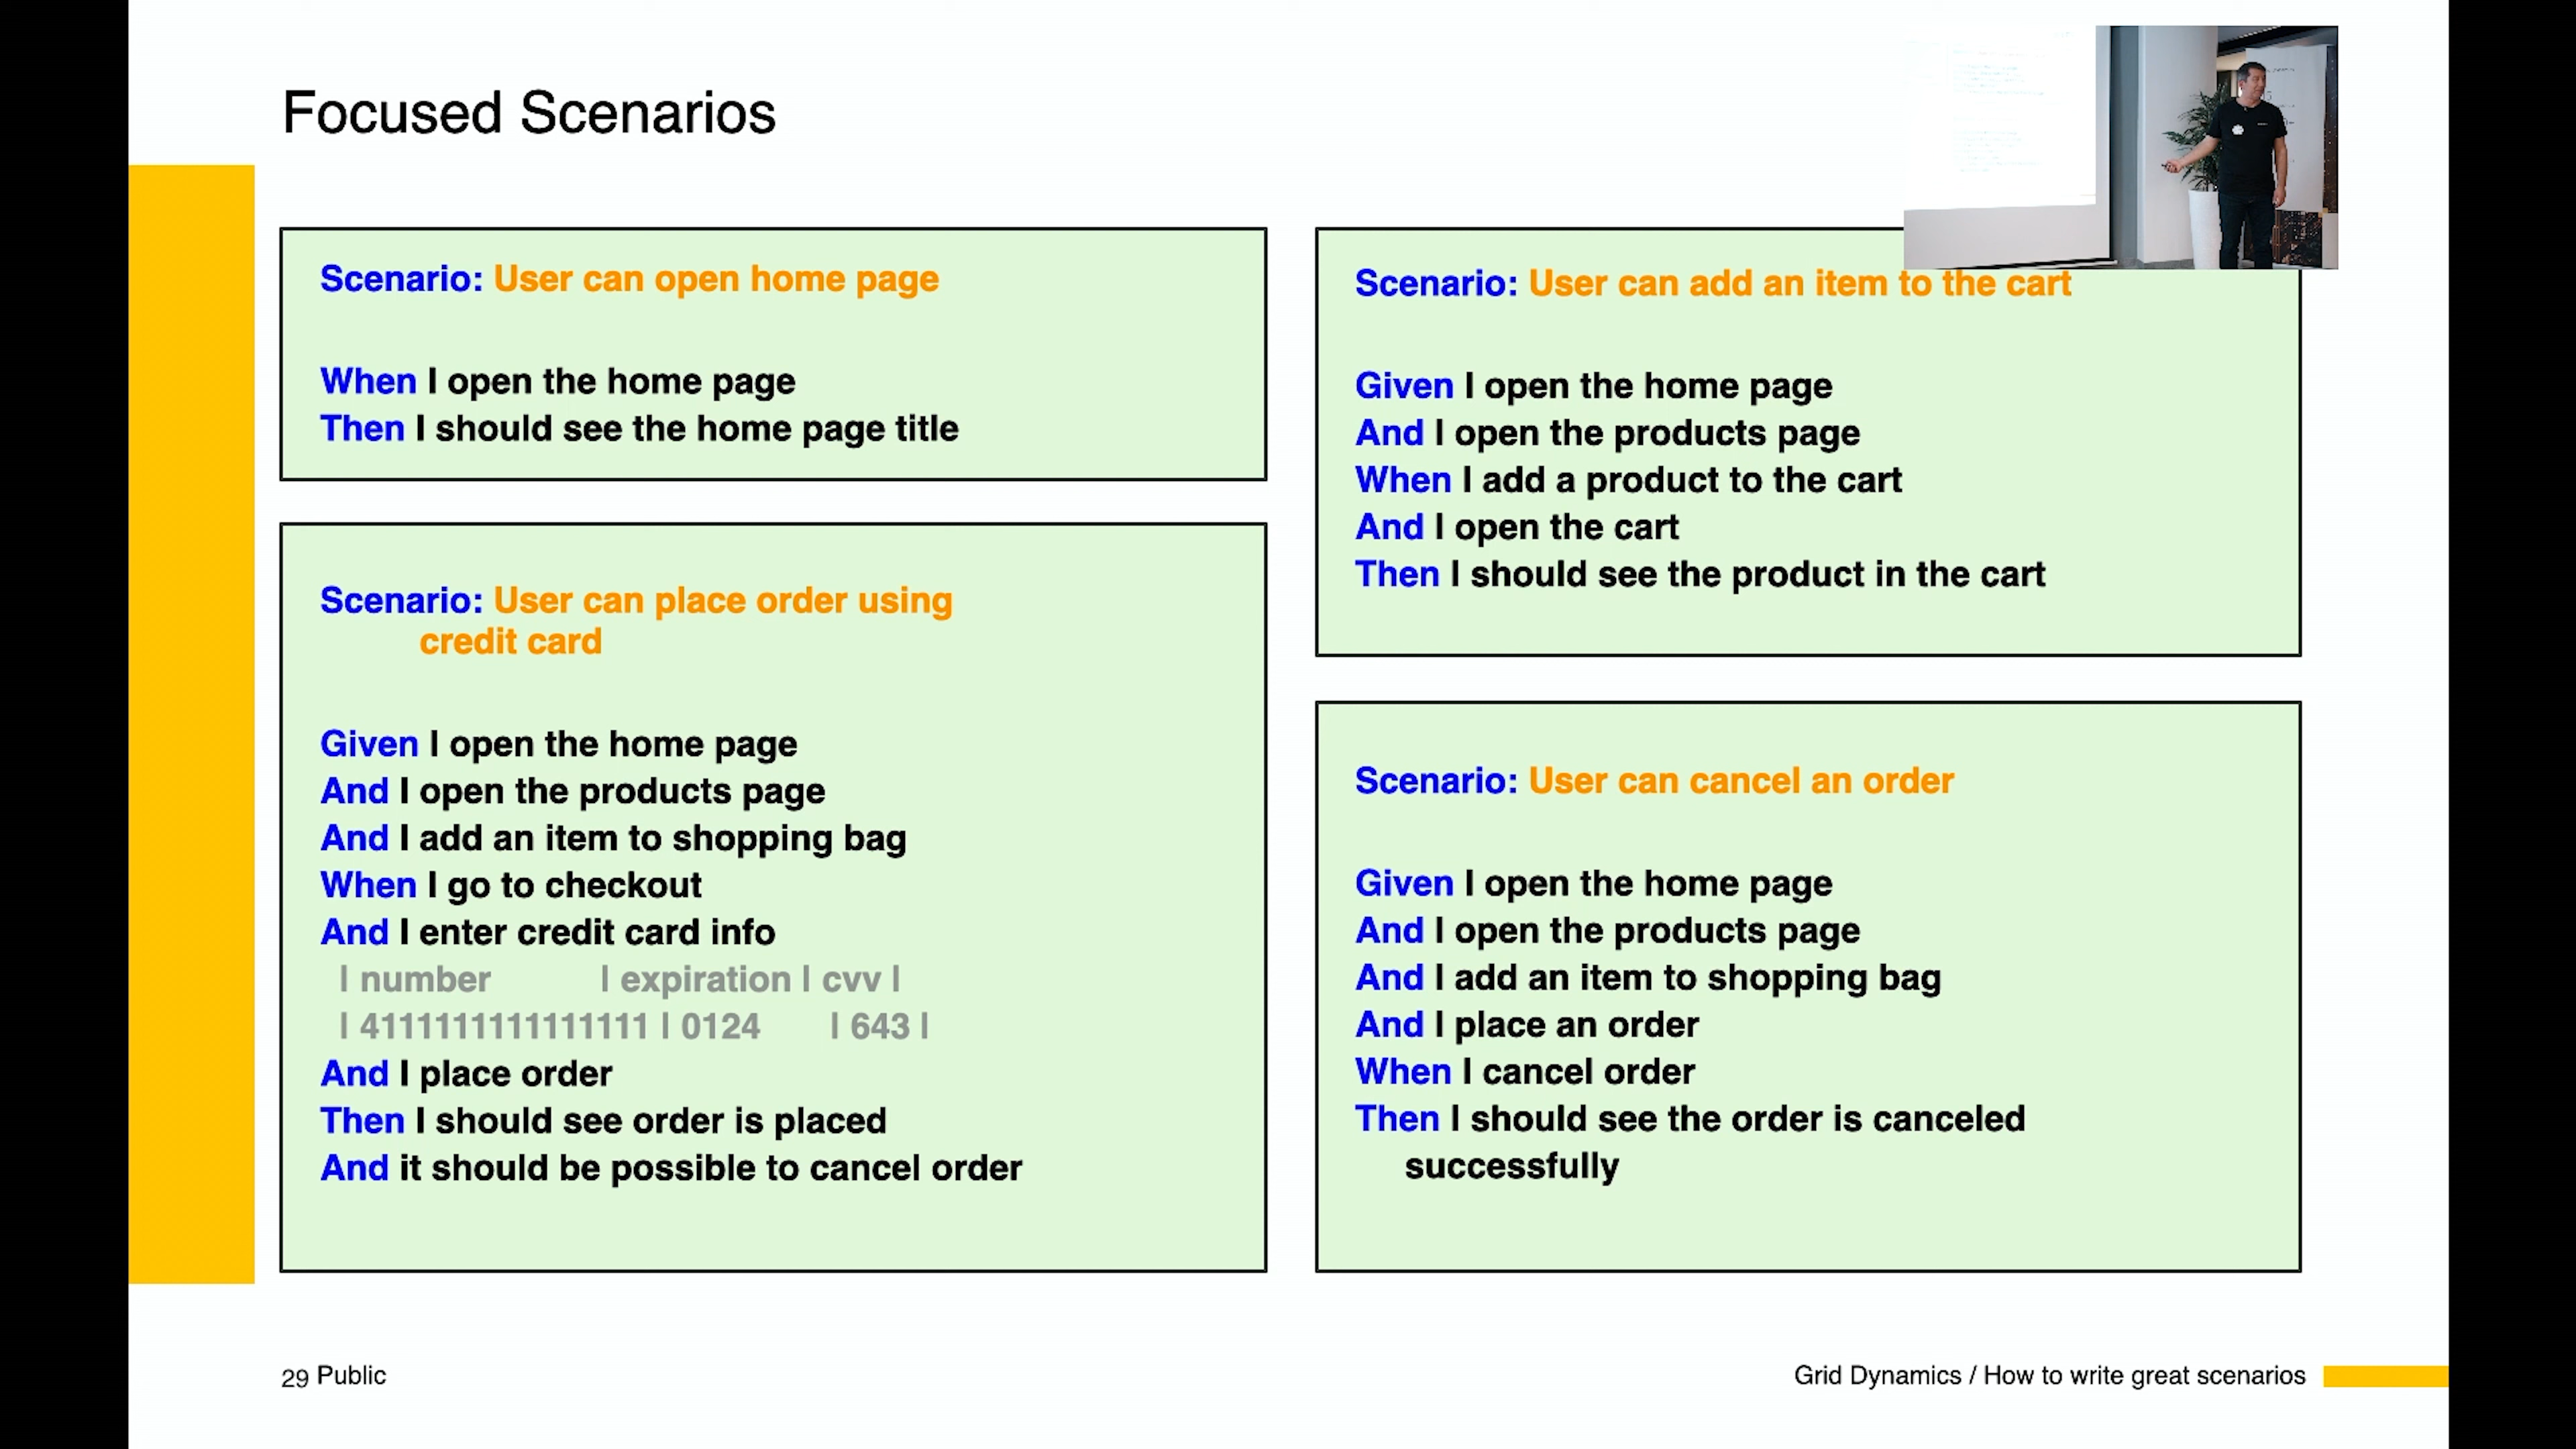 Focused Scenarios
Scenario: User can open home page
When I open the home page
Then I should see the home page title
Scenario: User can place order using
credit card
Given I open the home page
And I open the products page
And I add an item to shopping bag
When I go to checkout
And I enter credit card info
| number | expiration | cvv |
| 4111111111111111 | 0124 | 643 |
And I place order
Then I should see order is placed
And it should be possible to cancel order
Scenario: User can add an item to the cart
Given I open the home page
And I open the products page
When I add a product to the cart
And I open the cart
Then I should see the product in the cart
Scenario: User can cancel an order
Given I open the home page
And I open the products page
And I add an item to shopping bag
And I place an order
When I cancel order
Then I should see the order is canceled
successfully
29 Public
Grid Dynamics / How to write great scenarios